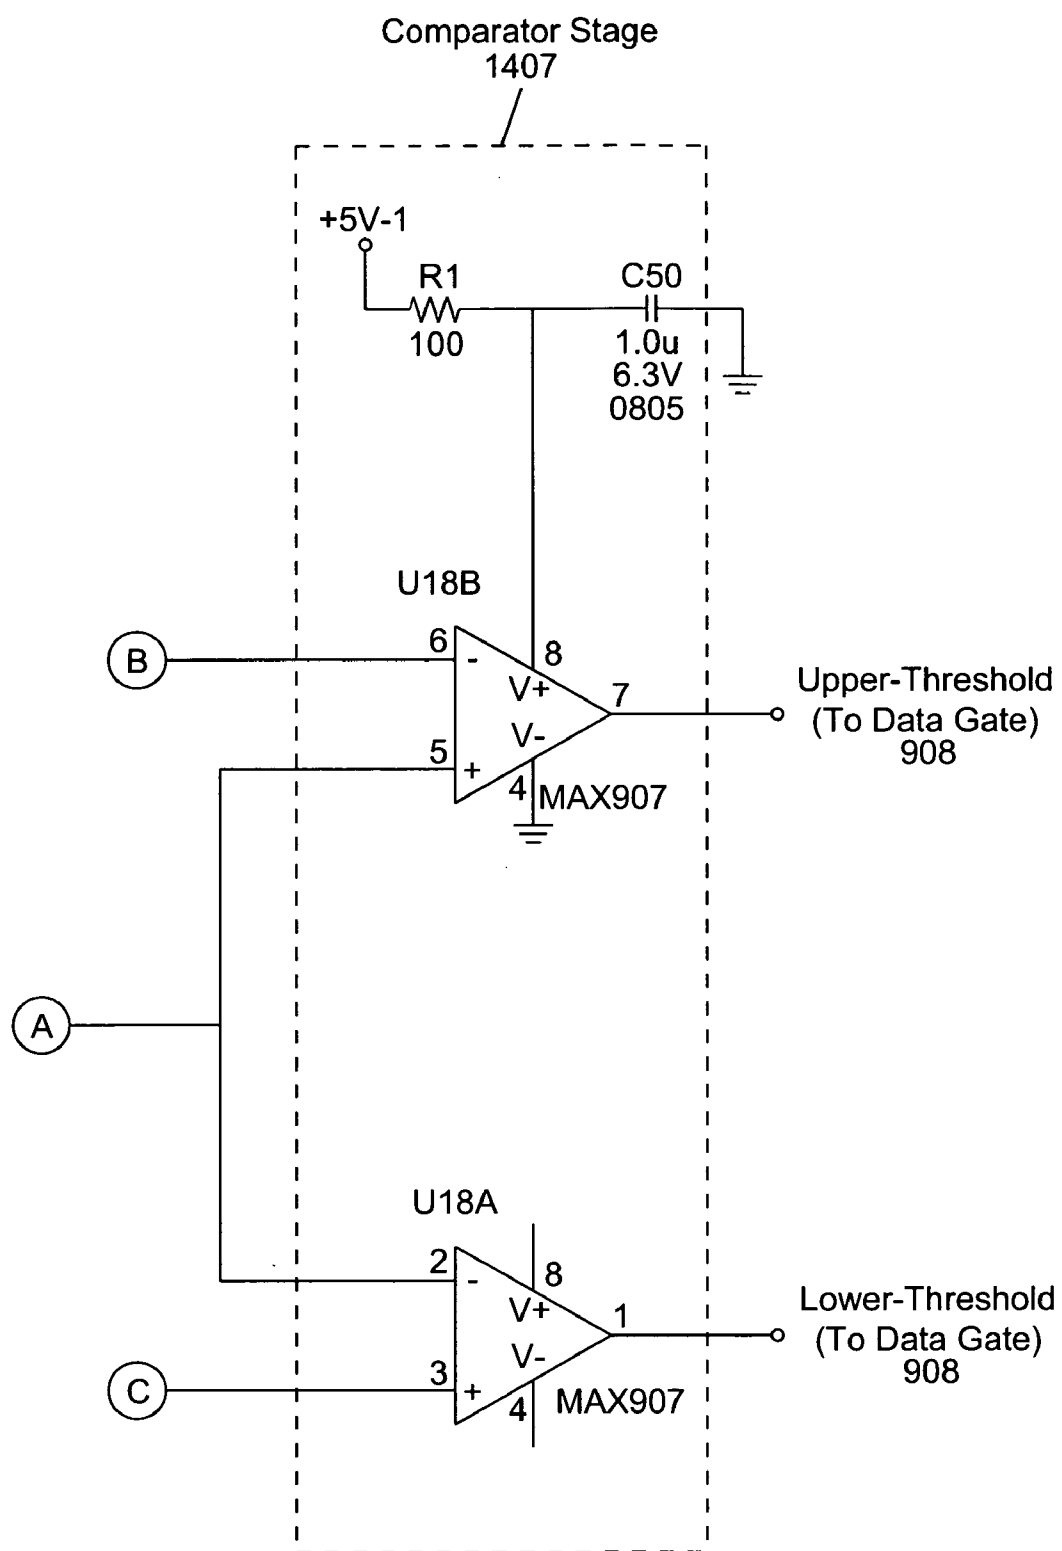 Comparator Stage
1407
+5V-1
R1
100
C50
1.0u
6.3V
0805
U18B
B
6
-
8
V+
7
V-
5
+
4
MAX907
Upper-Threshold
(To Data Gate)
908
A
U18A
2
-
8
V+
1
V-
3
+
4
MAX907
C
Lower-Threshold
(To Data Gate)
908